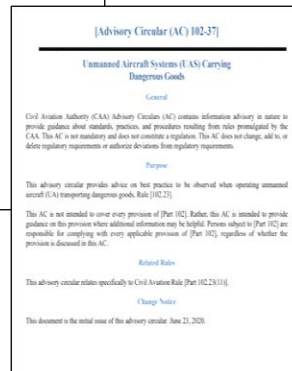 [Advisory Circular (AC) 102-37]
Unmanned Aircraft Systems (UAS) Carrying
Dangerous Goods
General
Civil Aviation Authority (CAA) Advisory Circulars (AC) contains information advisory in nature to
provide guidance about standards, practices, and procedures resulting from rules promulgated by the
CAA. This AC is not mandatory and does not constitute a regulation. This AC does not change, add to, or
delete regulatory requirements or authorize deviations from regulatory requirements.
Purpose
This advisory circular provides advice on best practice to be observed when operating unmanned
aircraft (UA) transporting dangerous goods, Rule [102.23].
This AC is not intended to cover every provision of [Part 102]. Rather, this AC is intended to provide
guidance on this provision where additional information may be helpful. Persons subject to [Part 102] are
responsible for complying with every applicable provision of [Part 102], regardless of whether the
provision is discussed in this AC.
Related Rules
This advisory circular relates specifically to Civil Aviation Rule [Part 102.23(11)].
Change Notice
This document is the initial issue of this advisory circular. June 23, 2020.